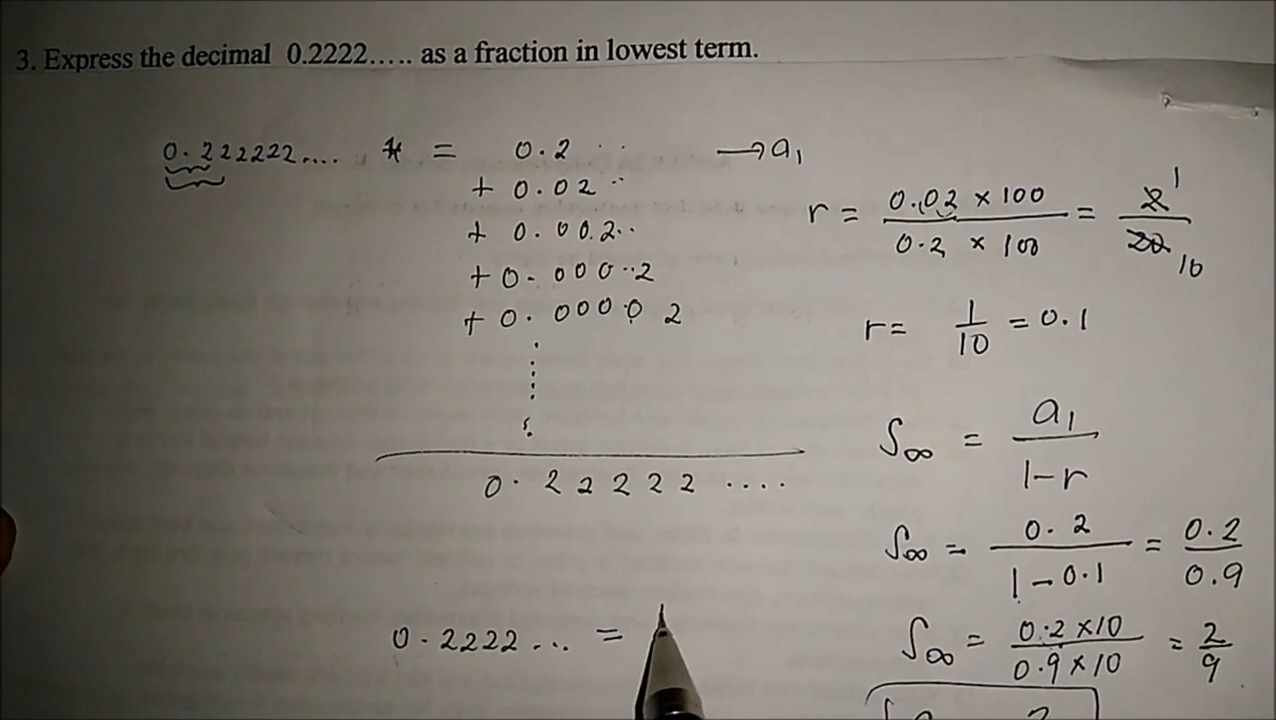 3. Express the decimal 0.2222..... as a fraction in lowest term.
0.222222.... = 0.2 → a₁
+ 0.02
+ 0.002
+ 0.0002
+ 0.00002
0.22222 ....
0.2222... =
r = 0.02 × 100 / 0.2 × 100 = 2 1 / 20 10
r = 1/10 = 0.1
S∞ = a₁ / 1-r
S∞ = 0.2 / 1-0.1 = 0.2 / 0.9
S∞ = 0.2 ×10 / 0.9 ×10 = 2/9